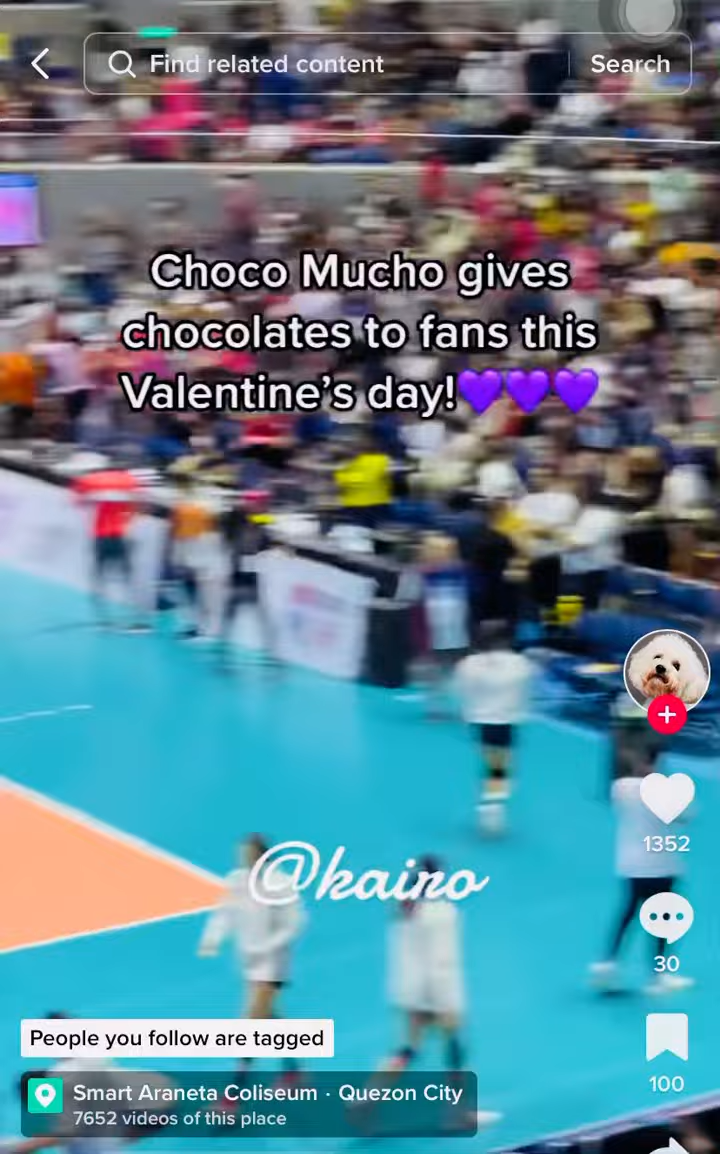 Find related content
Search
Choco Mucho gives
chocolates to fans this
Valentine's day!💜💜💜
1352
@kairo
30
People you follow are tagged
100
Smart Araneta Coliseum · Quezon City
7652 videos of this place